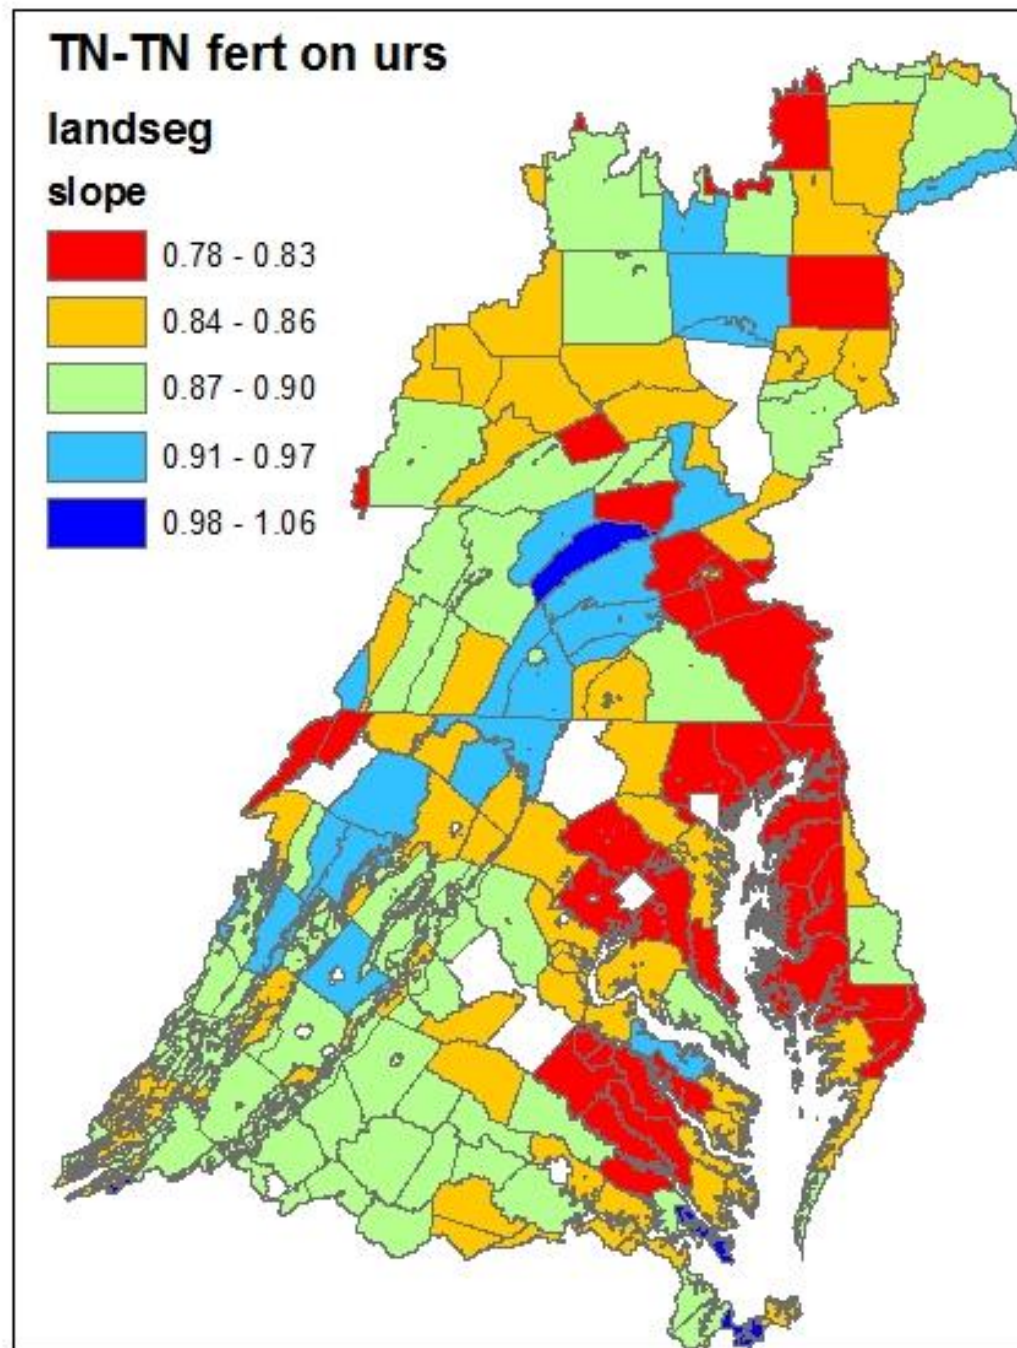 TN-TN fert on urs
landseg
slope
0.78 - 0.83
0.84 - 0.86
0.87 - 0.90
0.91 - 0.97
0.98 - 1.06